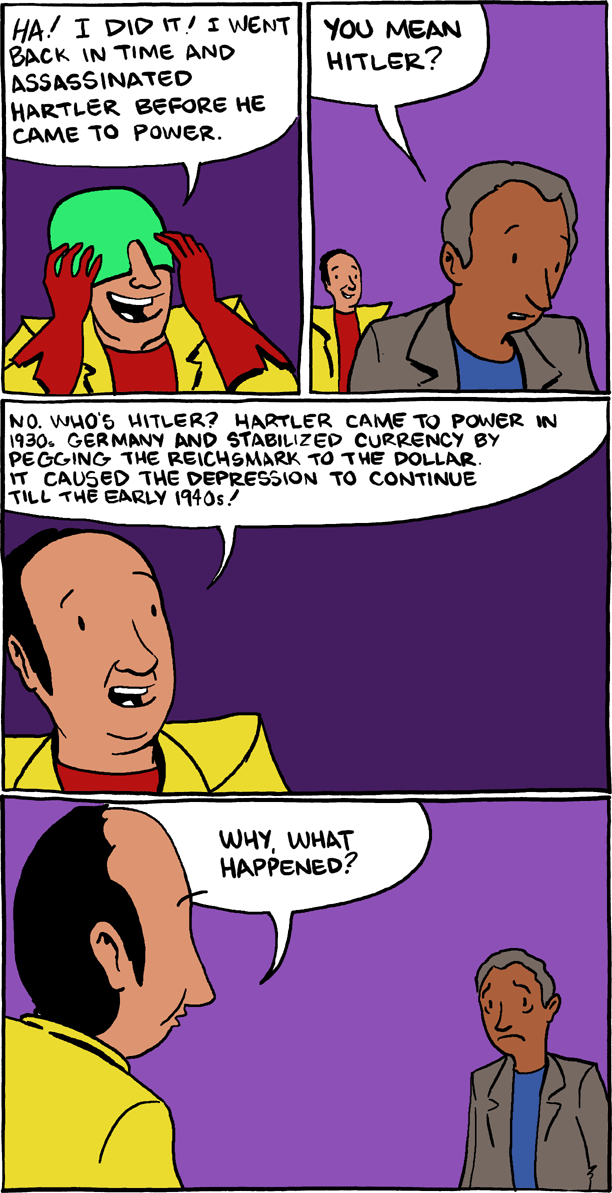 HA! I DID IT! I WENT
BACK IN TIME AND
ASSASSINATED
HARTLER BEFORE HE
CAME TO POWER.
YOU MEAN
HITLER?
NO. WHO'S HITLER? HARTLER CAME TO POWER IN
1930s GERMANY AND STABILIZED CURRENCY BY
PEGGING THE REICHSMARK TO THE DOLLAR.
IT CAUSED THE DEPRESSION TO CONTINUE
TILL THE EARLY 1940s!
WHY, WHAT
HAPPENED?